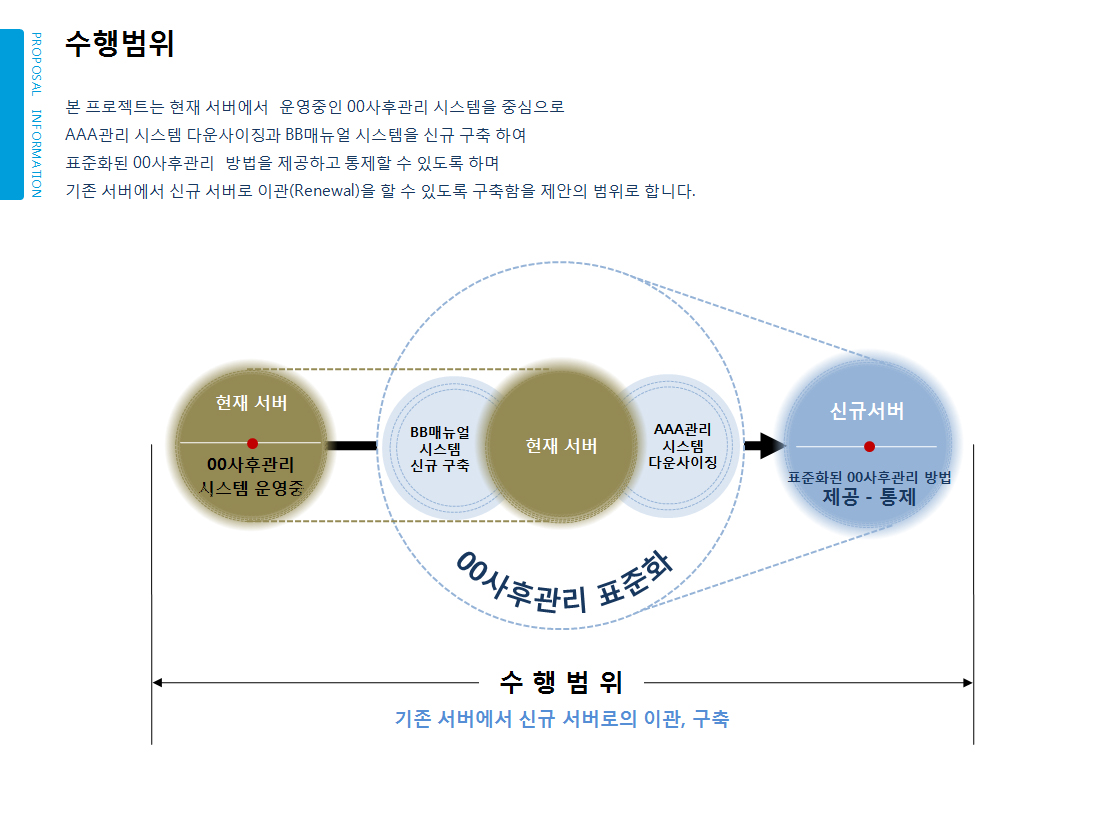 수행범위
PROPOSAL INFORMATION
본 프로젝트는 현재 서버에서 운영중인 00사후관리 시스템을 중심으로
AAA관리 시스템 다운사이징과 BB매뉴얼 시스템을 신규 구축 하여
표준화된 00사후관리 방법을 제공하고 통제할 수 있도록 하며
기존 서버에서 신규 서버로 이관(Renewal)을 할 수 있도록 구축함을 제안의 범위로 합니다.
현재 서버
00사후관리
시스템 운영중
BB매뉴얼
시스템
신규 구축
현재 서버
AAA관리
시스템
다운사이징
신규서버
표준화된 00사후관리 방법
제공 - 통제
00사후관리 표준화
수 행 범 위
기존 서버에서 신규 서버로의 이관, 구축